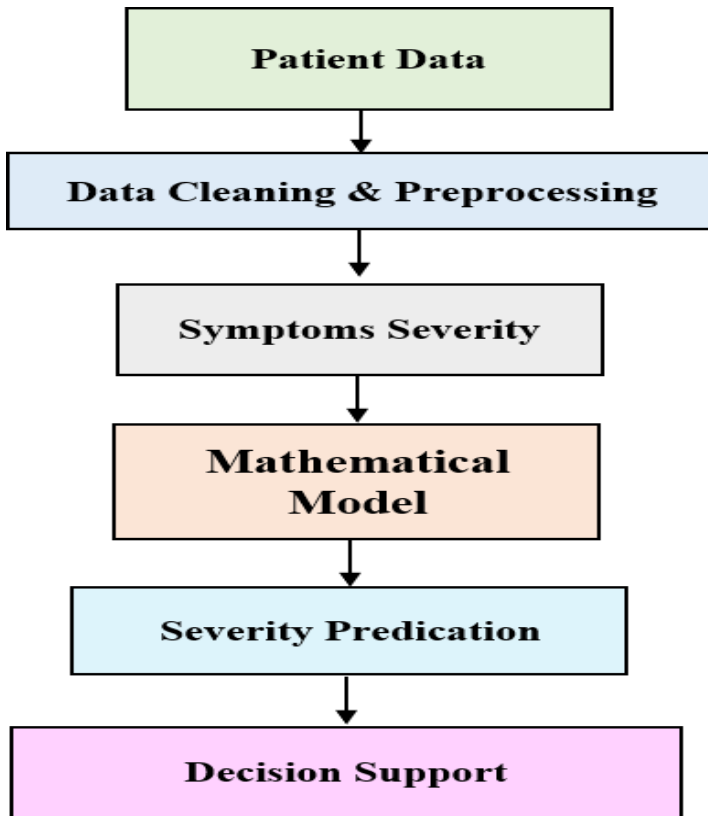 Patient Data
Data Cleaning & Preprocessing
Symptoms Severity
Mathematical
Model
Severity Predication
Decision Support